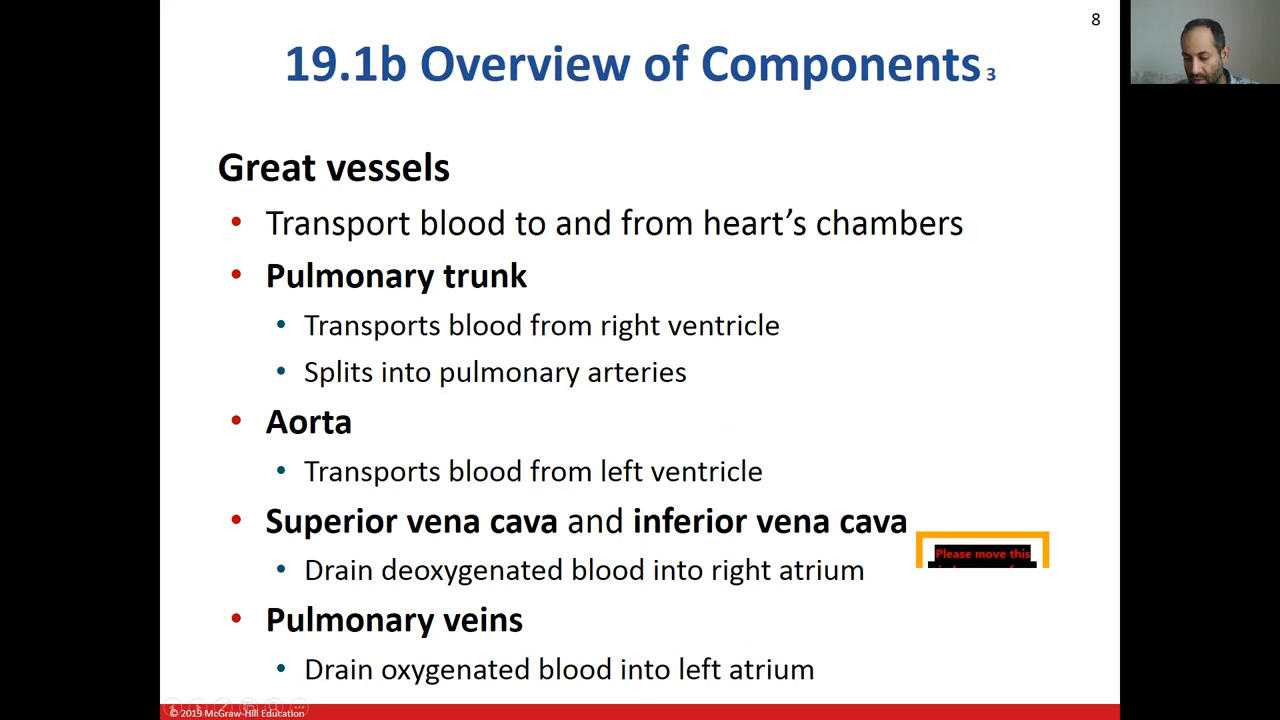 8
19.1b Overview of Components 3
Great vessels
• Transport blood to and from heart’s chambers
• Pulmonary trunk
• Transports blood from right ventricle
• Splits into pulmonary arteries
• Aorta
• Transports blood from left ventricle
• Superior vena cava and inferior vena cava
Please move this
• Drain deoxygenated blood into right atrium
• Pulmonary veins
• Drain oxygenated blood into left atrium
© 2019 McGraw-Hill Education